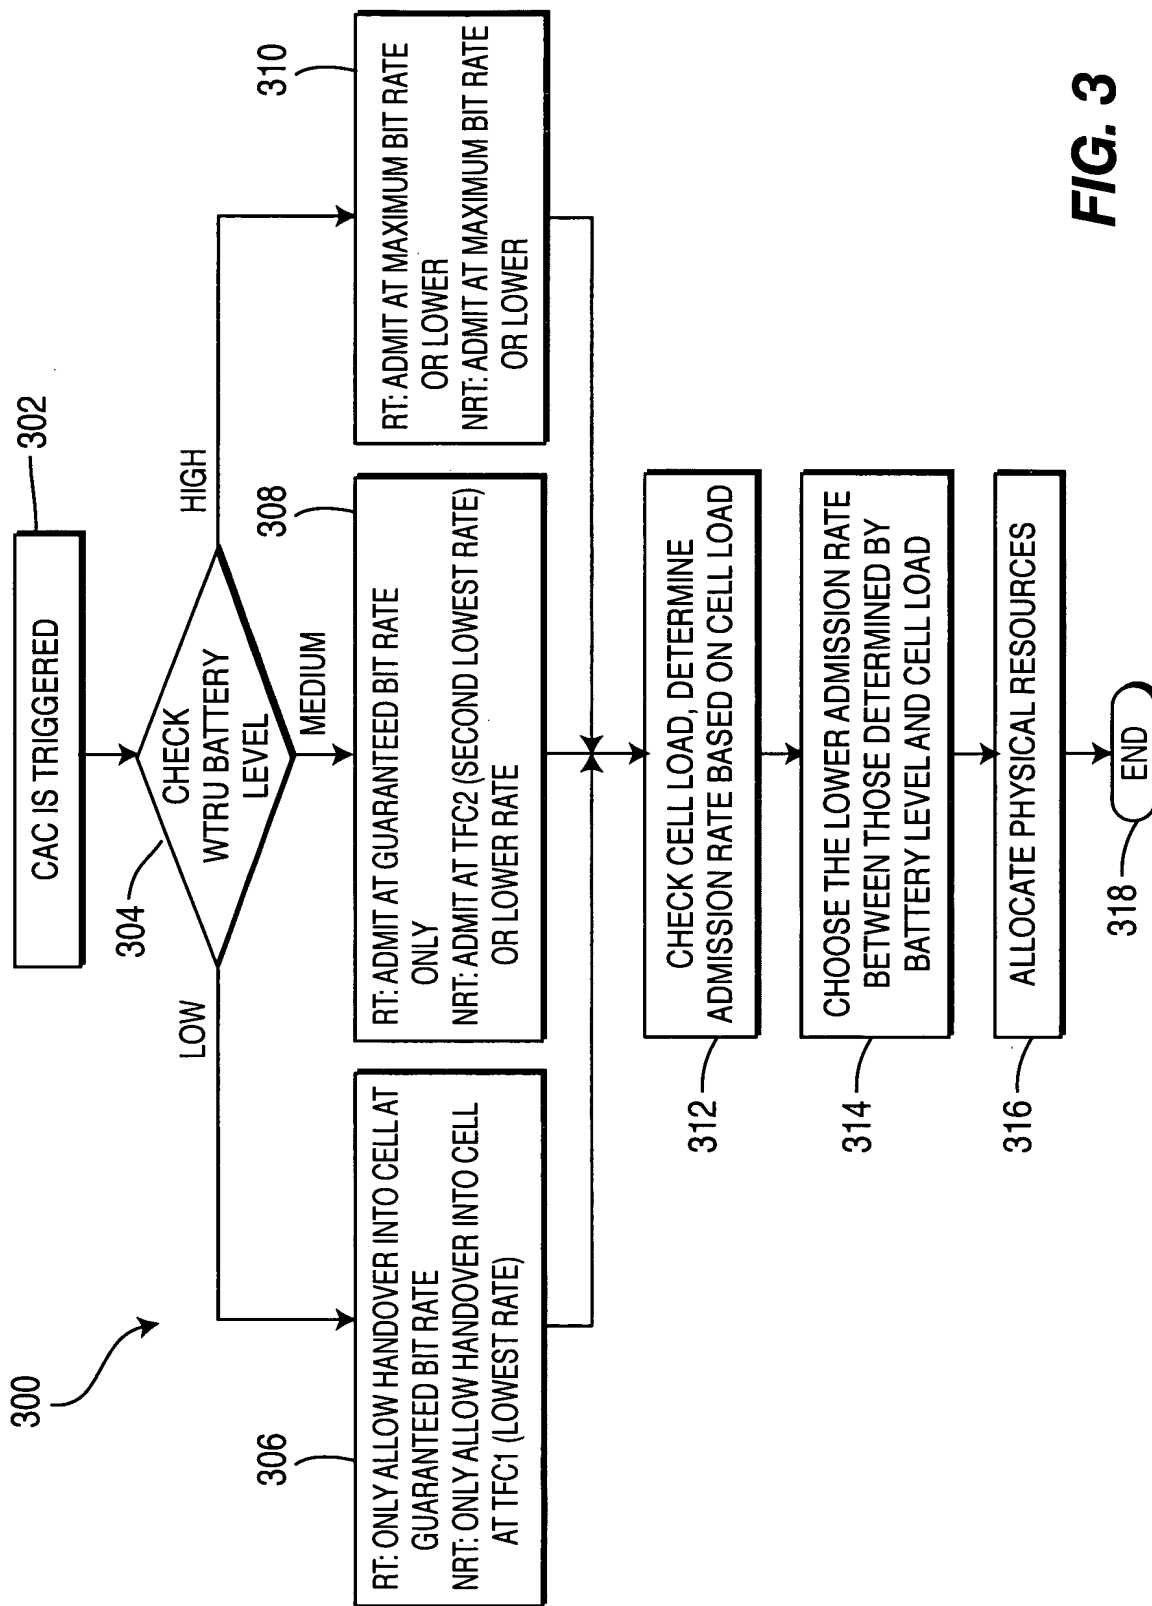 300
CAC IS TRIGGERED
302
304
CHECK
WTRU BATTERY
LEVEL
LOW
MEDIUM
HIGH
306
RT: ONLY ALLOW HANDOVER INTO CELL AT
GUARANTEED BIT RATE
NRT: ONLY ALLOW HANDOVER INTO CELL
AT TFC1 (LOWEST RATE)
308
RT: ADMIT AT GUARANTEED BIT RATE
ONLY
NRT: ADMIT AT TFC2 (SECOND LOWEST RATE)
OR LOWER RATE
310
RT: ADMIT AT MAXIMUM BIT RATE
OR LOWER
NRT: ADMIT AT MAXIMUM BIT RATE
OR LOWER
312
CHECK CELL LOAD, DETERMINE
ADMISSION RATE BASED ON CELL LOAD
314
CHOOSE THE LOWER ADMISSION RATE
BETWEEN THOSE DETERMINED BY
BATTERY LEVEL AND CELL LOAD
316
ALLOCATE PHYSICAL RESOURCES
318
END
FIG. 3